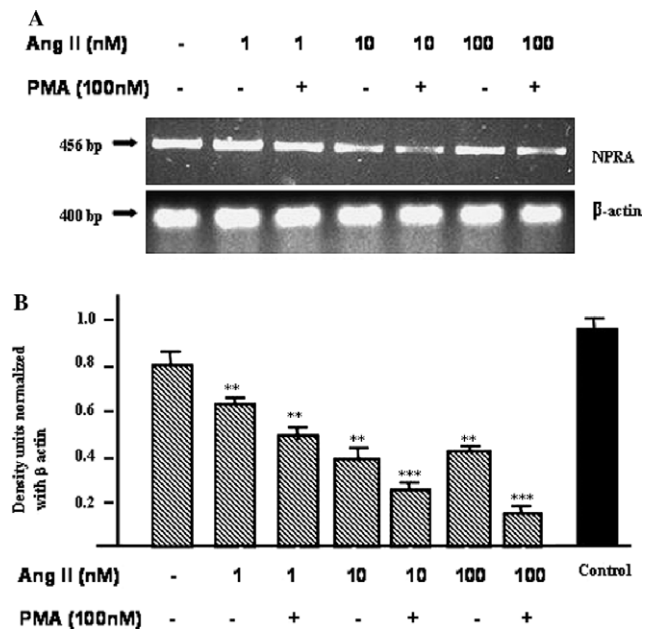 A
Ang II (nM) - 1 1 10 10 100 100
PMA (100nM) - - + - + - +
456 bp
NPRA
400 bp
β-actin
B
Density units normalized
with β actin
1.0
0.8
0.6
0.4
0.2
**
**
**
***
**
***
Ang II (nM) - 1 1 10 10 100 100 Control
PMA (100nM) - - + - + - +